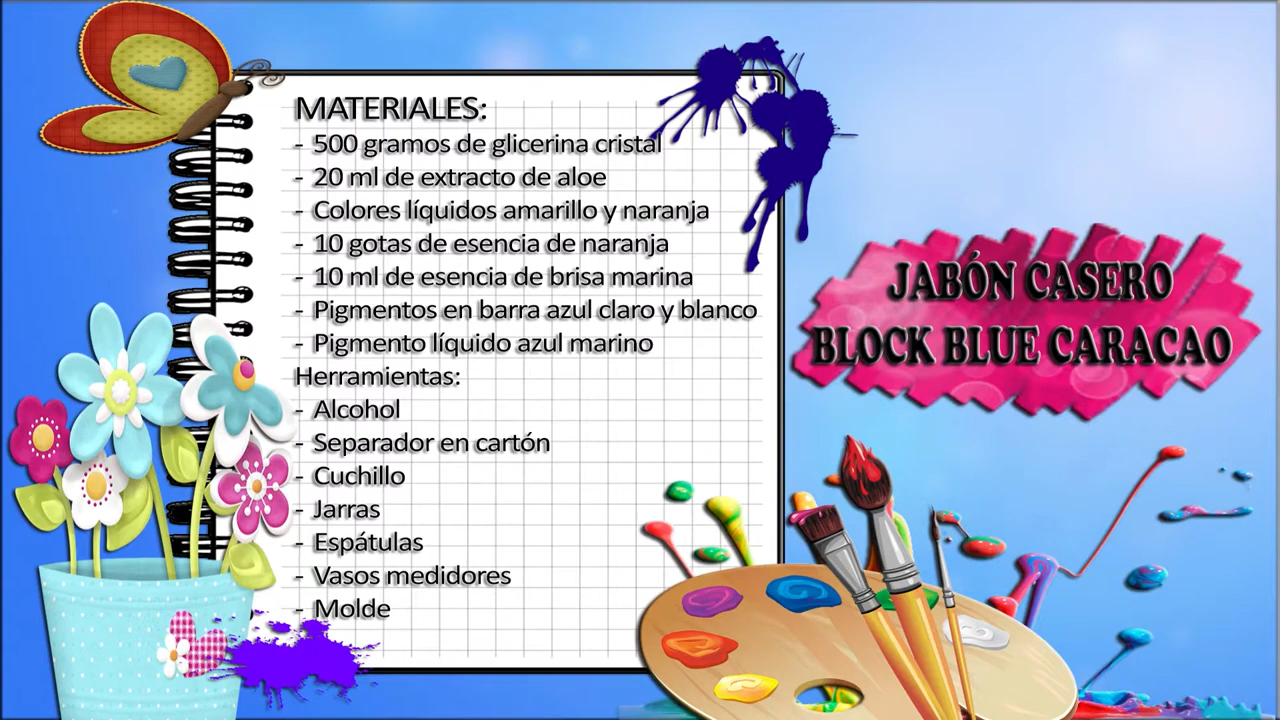 MATERIALES:
- 500 gramos de glicerina cristal
- 20 ml de extracto de aloe
- Colores líquidos amarillo y naranja
- 10 gotas de esencia de naranja
- 10 ml de esencia de brisa marina
- Pigmentos en barra azul claro y blanco
- Pigmento líquido azul marino
Herramientas:
- Alcohol
- Separador en cartón
- Cuchillo
- Jarras
- Espátulas
- Vasos medidores
- Molde
JABÓN CASERO
BLOCK BLUE CARACAO